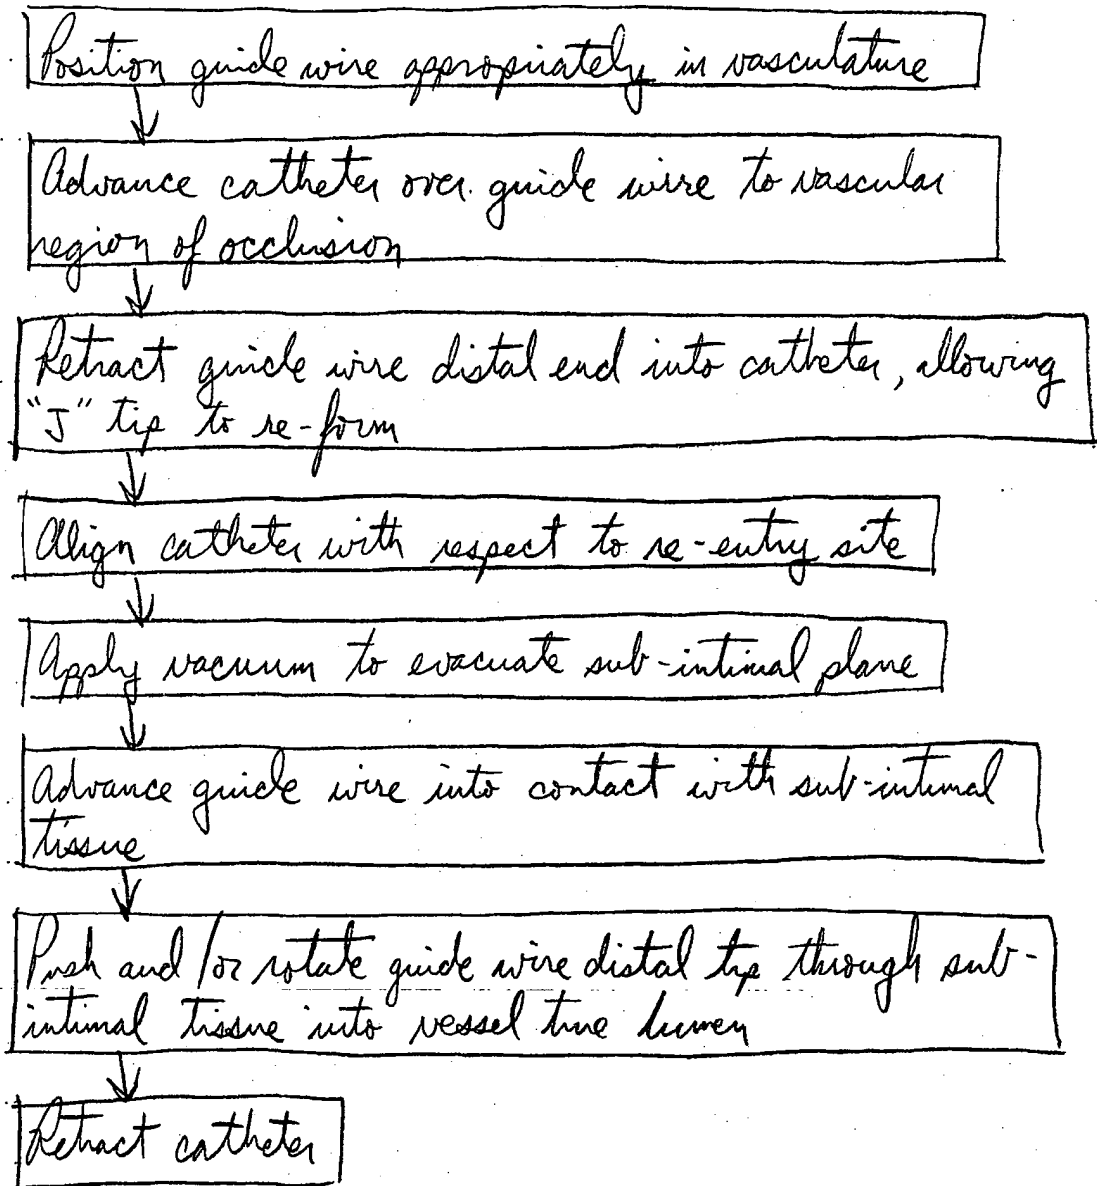 Position guide wire appropriately in vasculature
Advance catheter over guide wire to vascular
region of occlusion
Retract guide wire distal end into catheter, allowing
"J" tip to re-form
Align catheter with respect to re-entry site
Apply vacuum to evacuate sub-intimal plane
Advance guide wire into contact with sub-intimal
tissue
Push and/or rotate guide wire distal tip through sub-
intimal tissue into vessel true lumen
Retract catheter